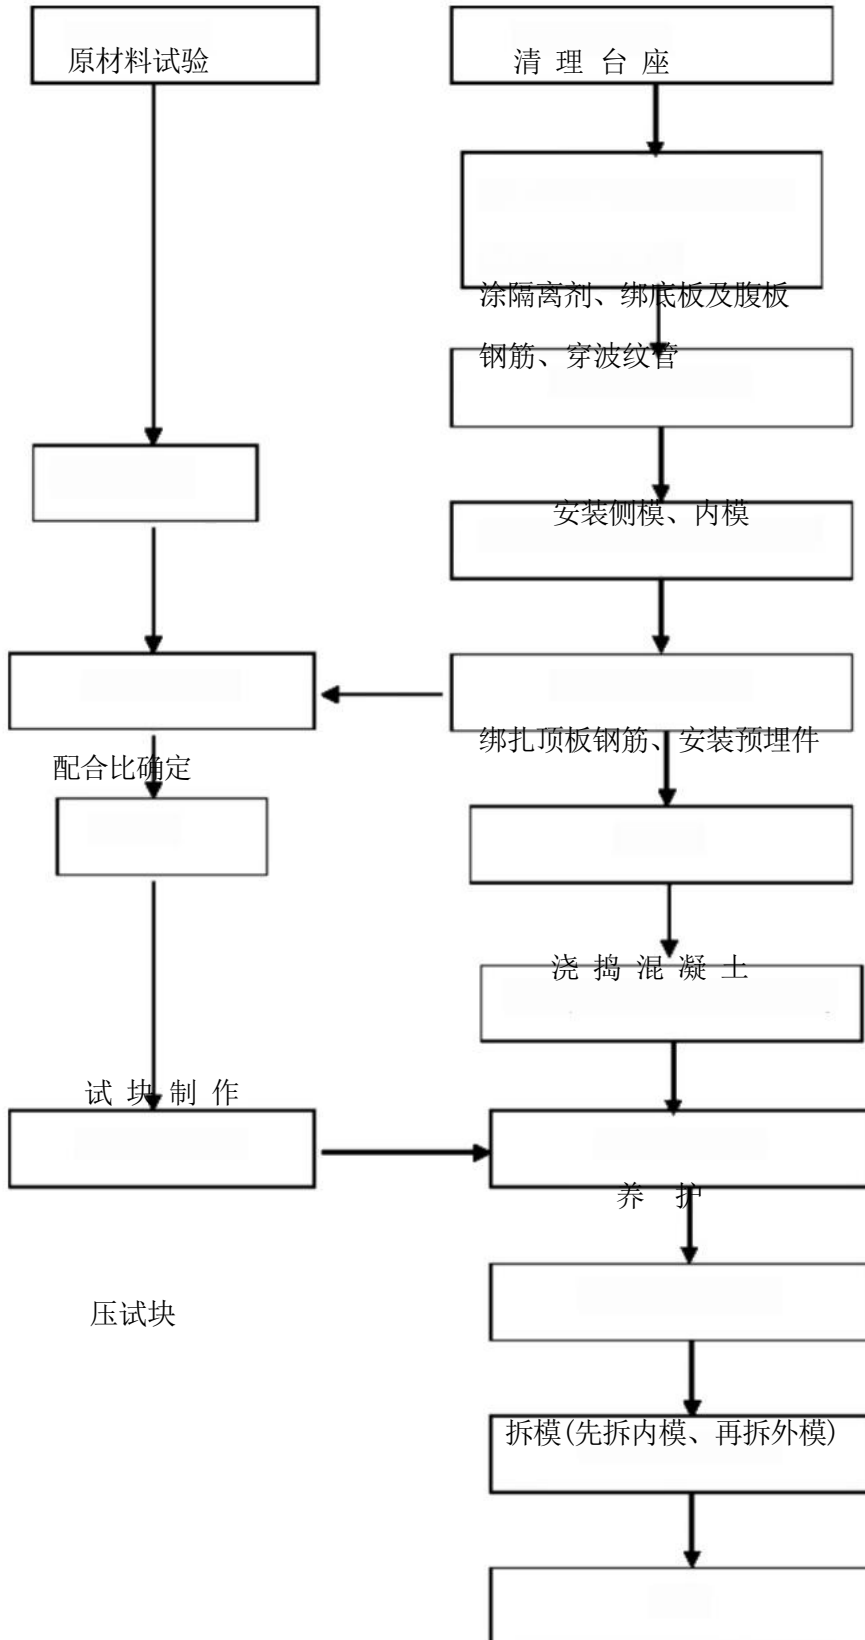 原材料试验
清 理 台 座
涂隔离剂、绑底板及腹板
钢筋、穿波纹管
安装侧模、内模
绑扎顶板钢筋、安装预埋件
配合比确定
浇 捣 混 凝 土
试 块 制 作
养 护
压试块
拆模(先拆内模、再拆外模)